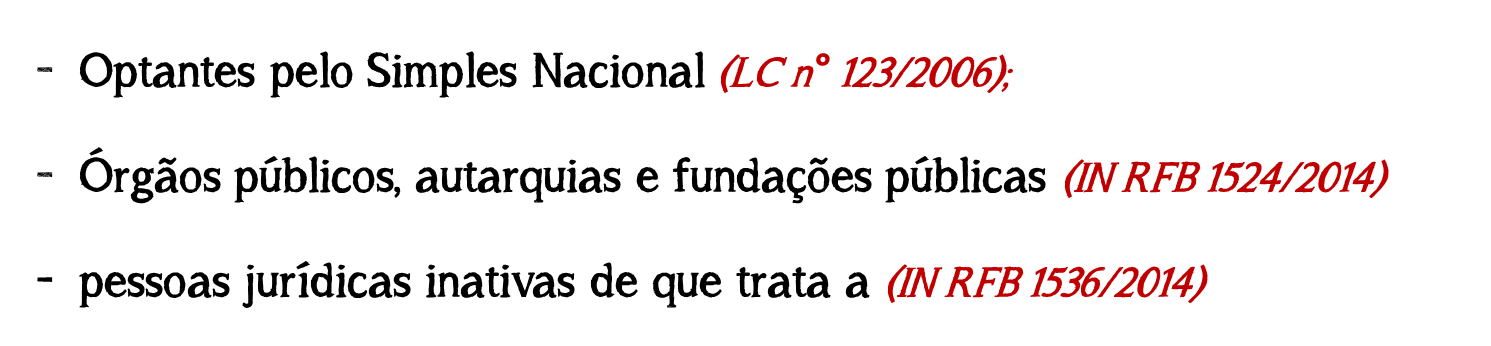 - Optantes pelo Simples Nacional (LC nº 123/2006);
- Órgãos públicos, autarquias e fundações públicas (IN RFB 1524/2014)
- pessoas jurídicas inativas de que trata a (IN RFB 1536/2014)